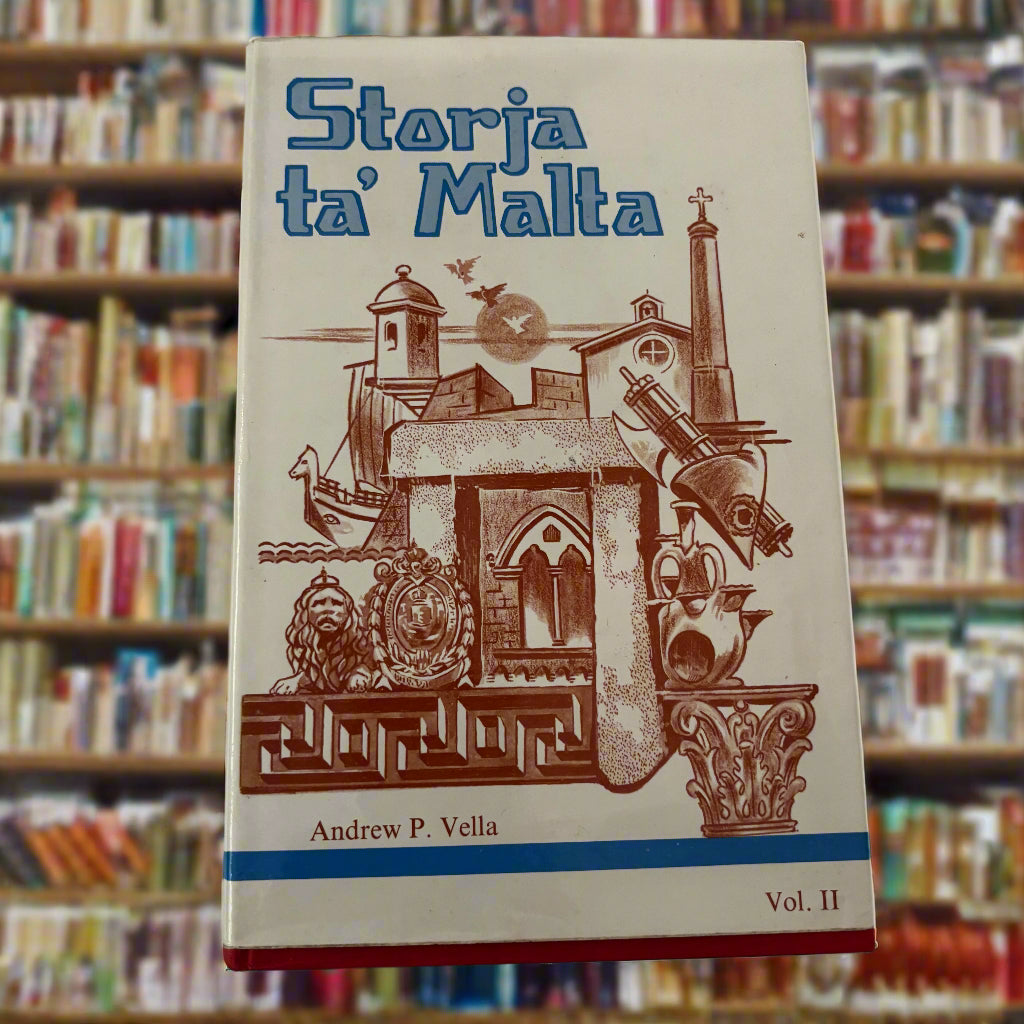 Storja
ta' Malta
Andrew P. Vella
Vol. II